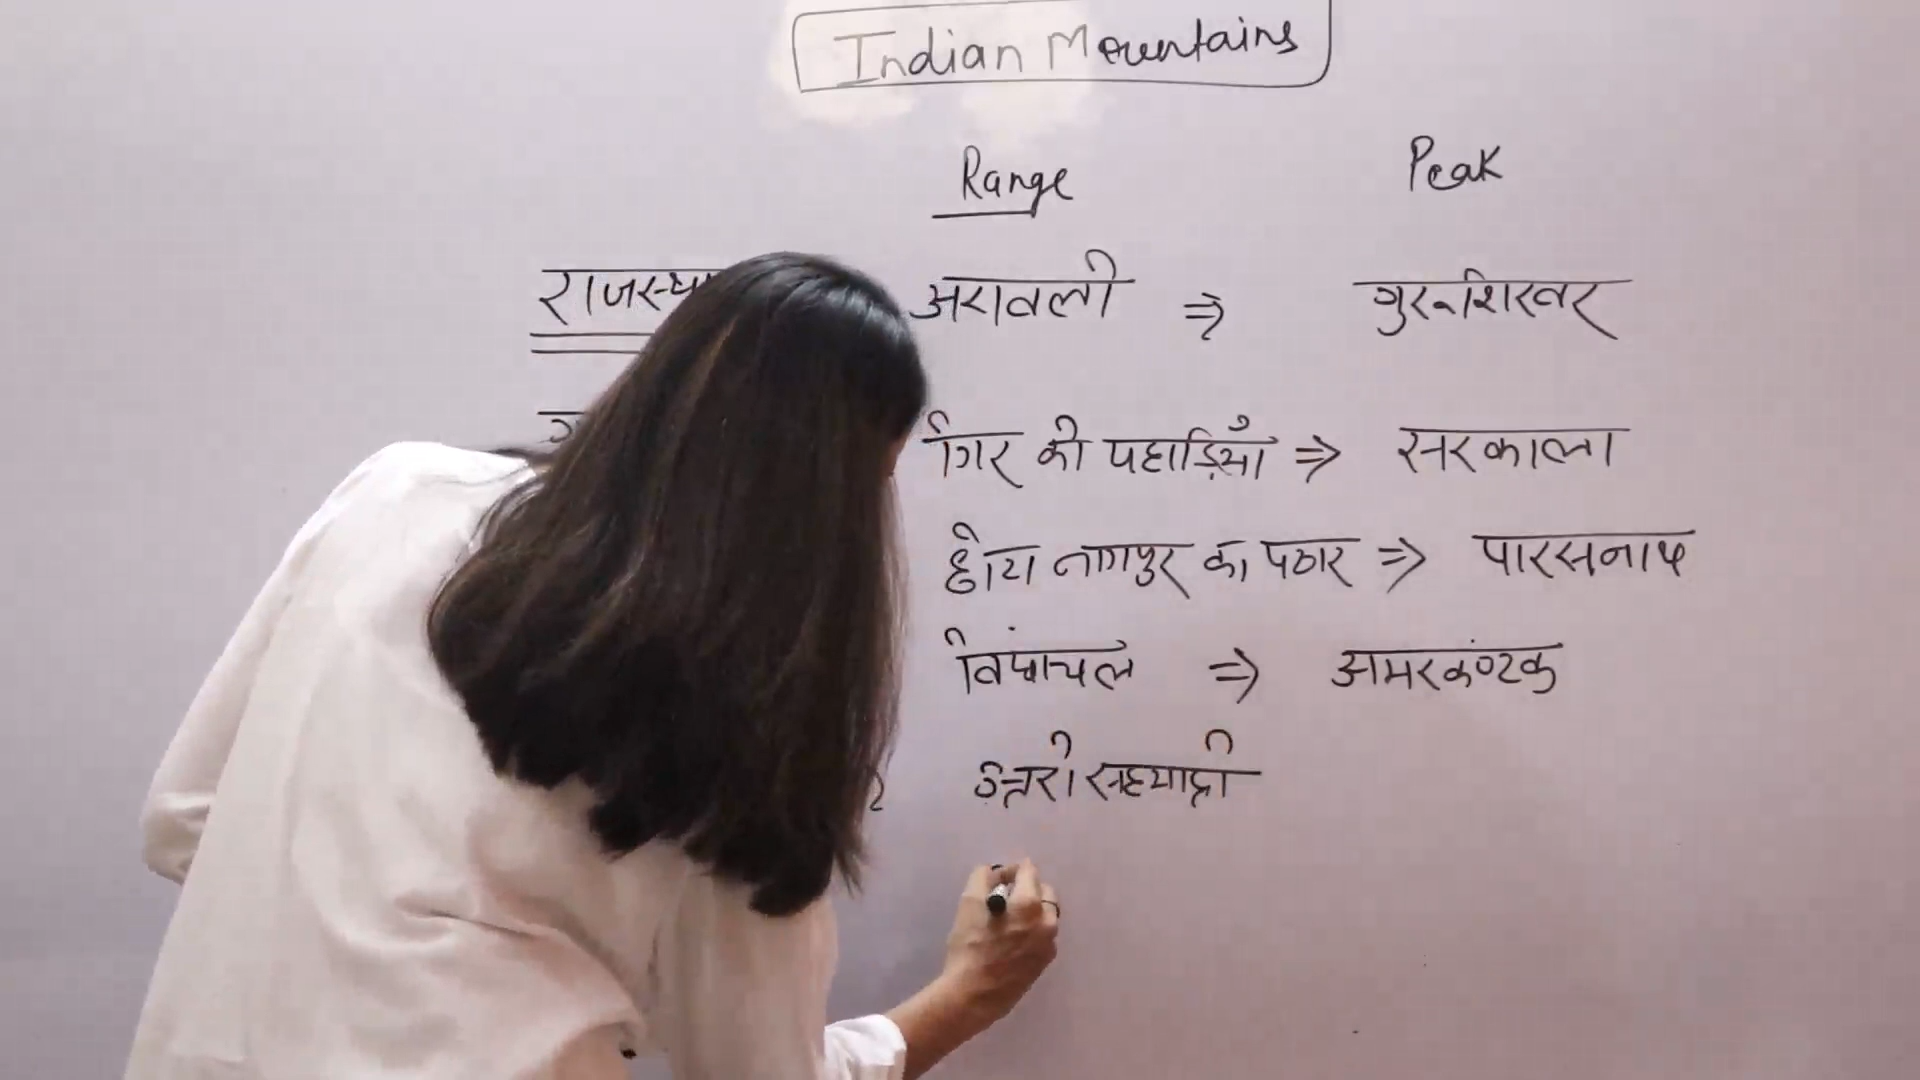 Indian Mountains
Range Peak
अरावली ⇒ गुरुशिखर
गिर की पहाड़ियाँ ⇒ सरकाला
छोटा नागपुर का पठार ⇒ पारसनाथ
विंध्याचल ⇒ अमरकंण्टक
उत्तरी सह्याद्री